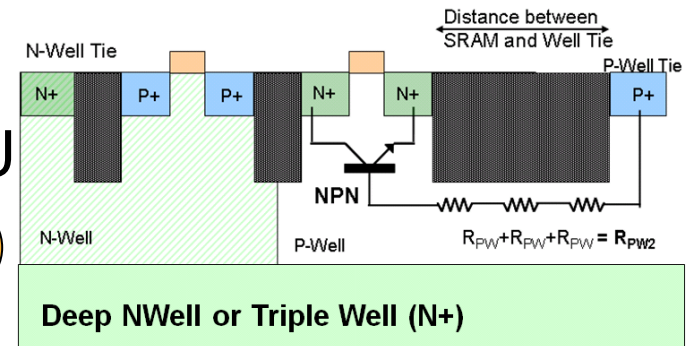 Distance between
SRAM and Well Tie
N-Well Tie
P-Well Tie
N+
P+
P+
N+
N+
P+
NPN
N-Well
P-Well
RPW+RPW+RPW = RPW2
Deep NWell or Triple Well (N+)